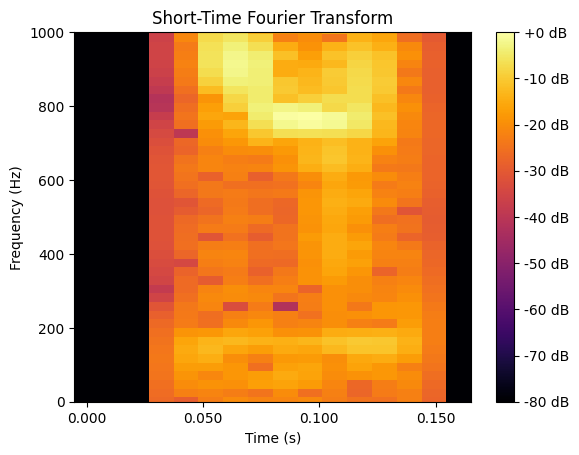 Short-Time Fourier Transform
1000
800
600
400
200
0
Frequency (Hz)
0.000
0.050
0.100
0.150
Time (s)
+0 dB
-10 dB
-20 dB
-30 dB
-40 dB
-50 dB
-60 dB
-70 dB
-80 dB